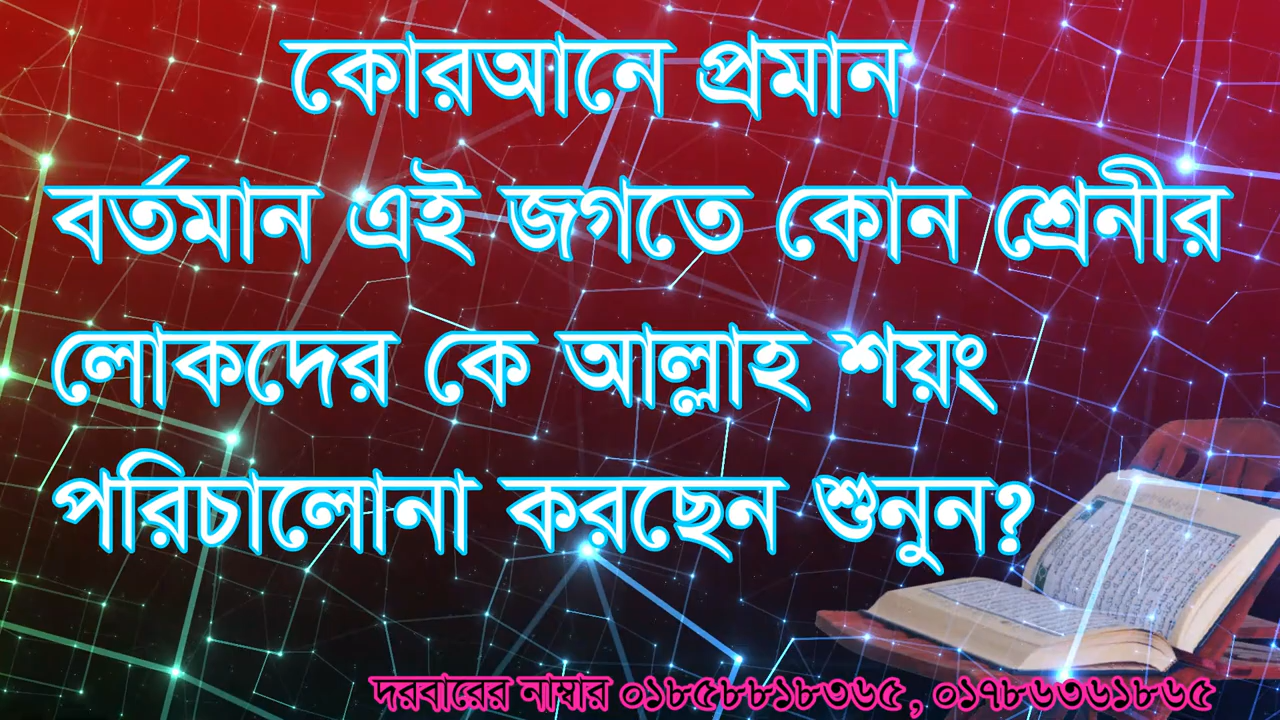 কোরআনে প্রমান
বর্তমান এই জগতে কোন শ্রেনীর
লোকদের কে আল্লাহ শয়ং
পরিচালোনা করছেন শুনুন?
দরবারের নাম্বার ০১৮৫৮৮১৮৩৬৫, ০১৭৮৬৩৬১৮৬৫